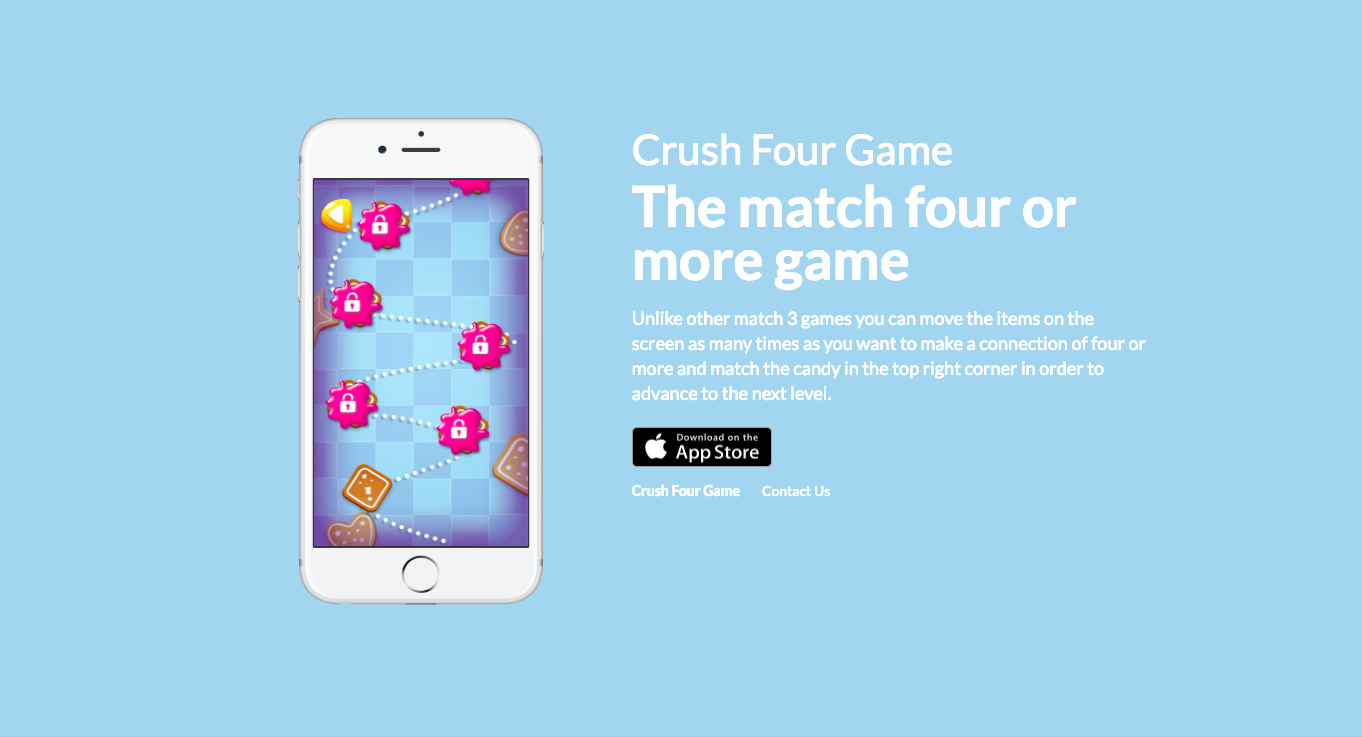 Crush Four Game
The match four or
more game
Unlike other match 3 games you can move the items on the
screen as many times as you want to make a connection of four or
more and match the candy in the top right corner in order to
advance to the next level.
Download on the
App Store
Crush Four Game Contact Us